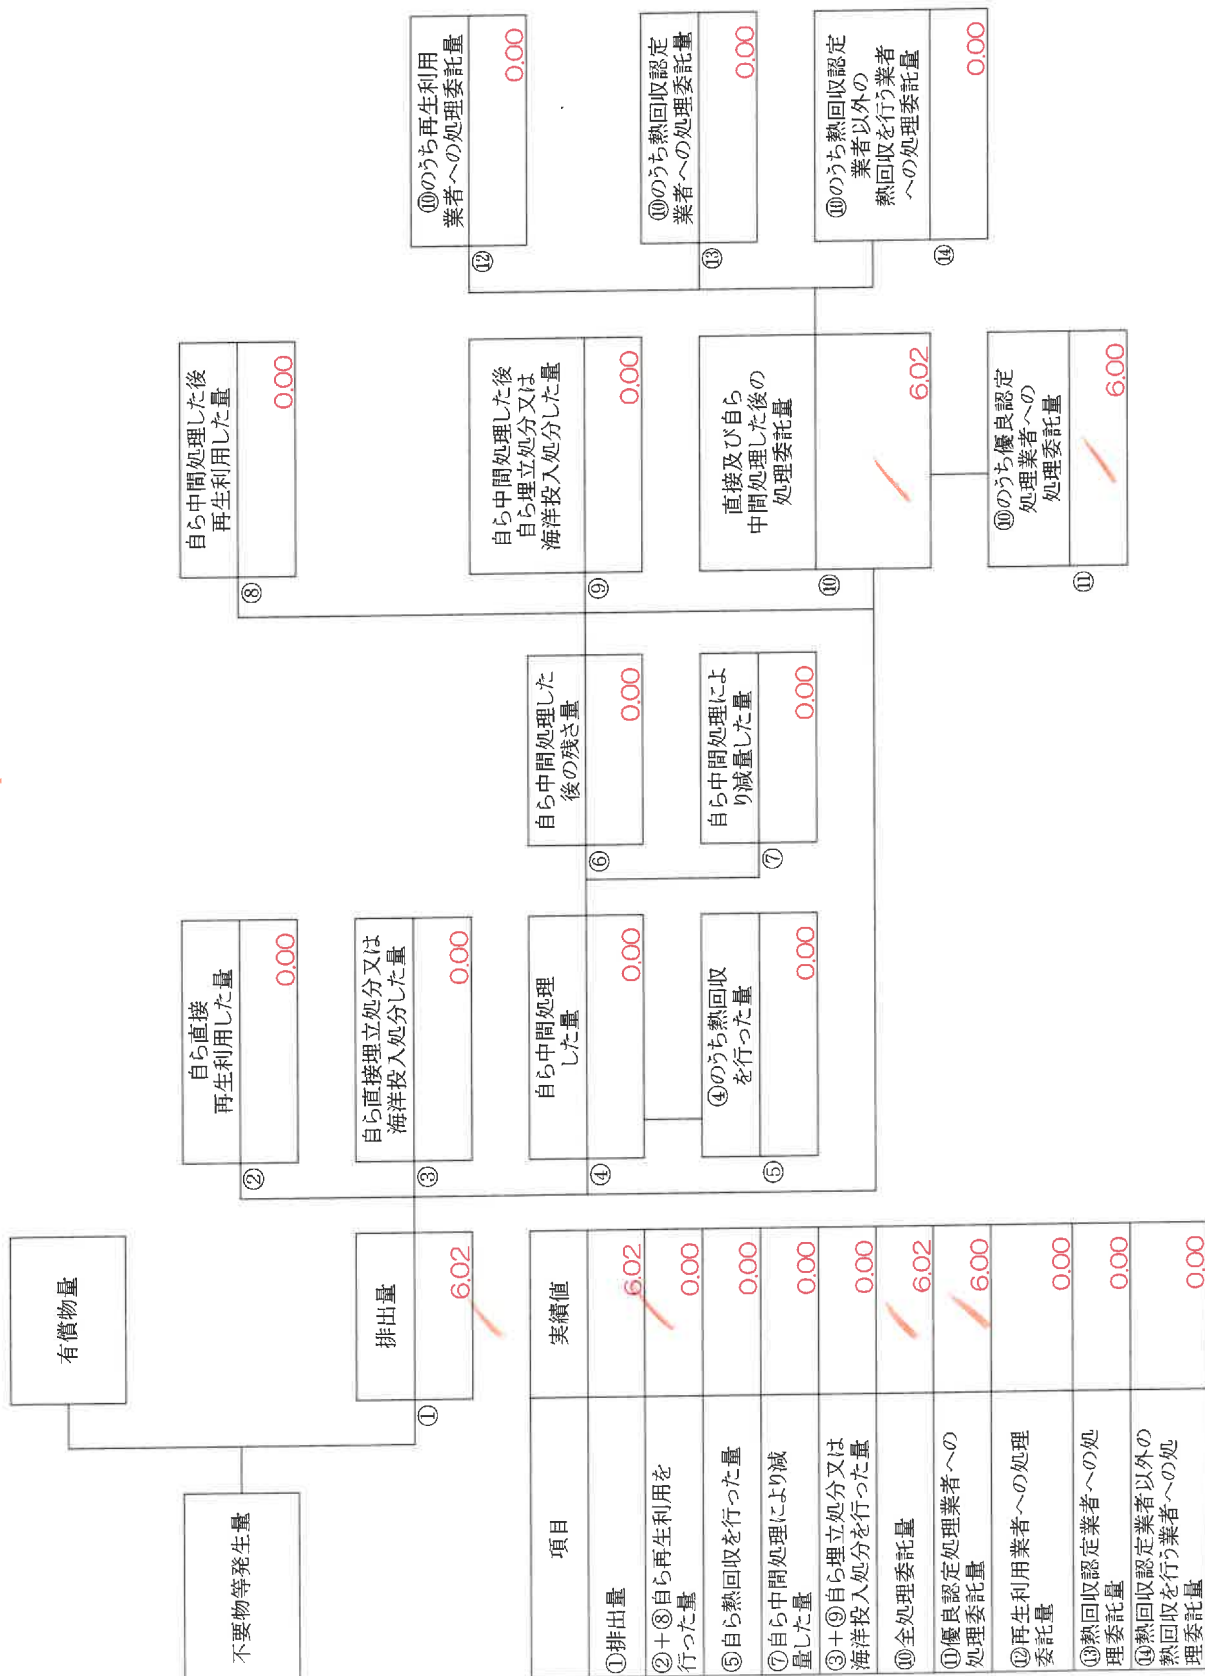 不要物等発生量
有償物量
①
排出量
6.02
②
自ら直接
再生利用した量
0.00
③
自ら直接埋立処分又は
海洋投入処分した量
0.00
④
自ら中間処理
した量
0.00
⑤
④のうち熱回収
を行った量
0.00
⑥
自ら中間処理した
後の残さ量
0.00
⑦
自ら中間処理によ
り減量した量
0.00
⑧
自ら中間処理した後
再生利用した量
0.00
⑨
自ら中間処理した後
自ら埋立処分又は
海洋投入処分した量
0.00
⑩
直接及び自ら
中間処理した後の
処理委託量
6.02
⑪
⑩のうち優良認定
処理業者への
処理委託量
6.00
⑫
⑩のうち再生利用
業者への処理委託量
0.00
⑬
⑩のうち熱回収認定
業者への処理委託量
0.00
⑭
⑩のうち熱回収認定
業者以外の
熱回収を行う業者
への処理委託量
0.00
項目 実績値
①排出量 6.02
②+⑧自ら再生利用を
行った量 0.00
⑤自ら熱回収を行った量 0.00
⑦自ら中間処理により減
量した量 0.00
③+⑨自ら埋立処分又は
海洋投入処分を行った量 0.00
⑩全処理委託量 6.02
⑪優良認定処理業者への
処理委託量 6.00
⑫再生利用業者への処理
委託量 0.00
⑬熱回収認定業者への処
理委託量 0.00
⑭熱回収認定業者以外の
熱回収を行う業者への処
理委託量 0.00